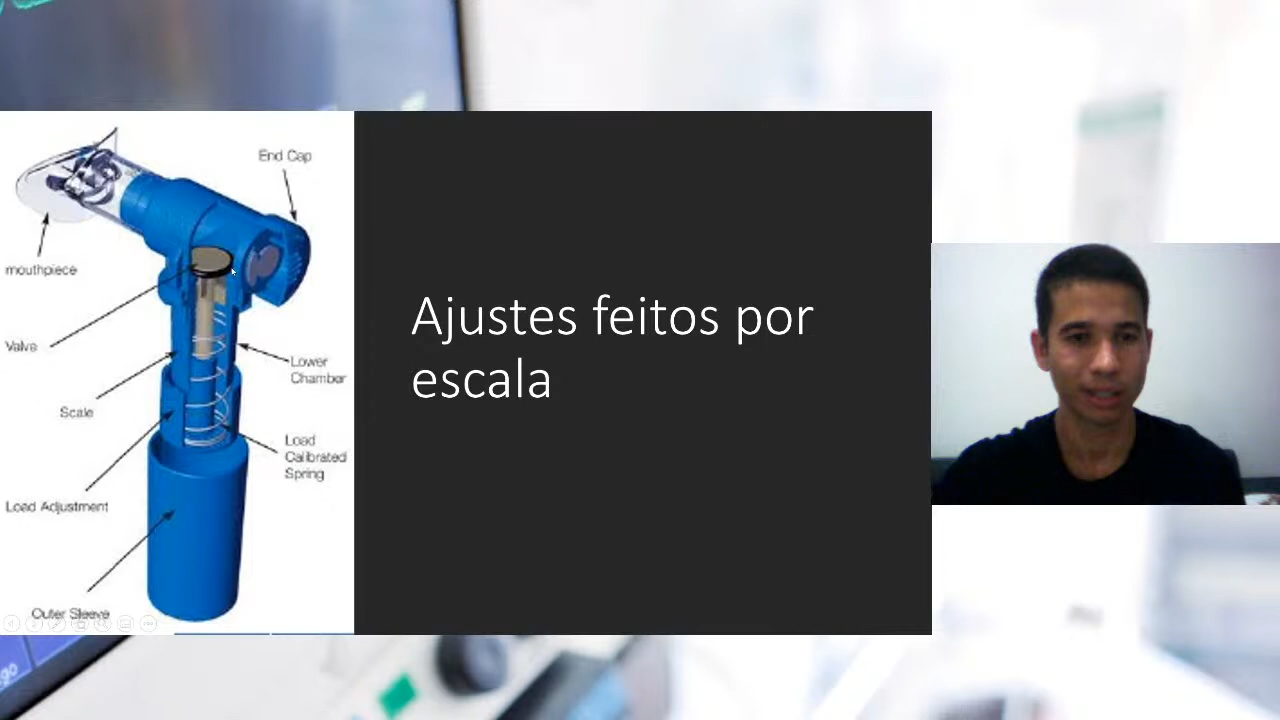 End Cap
mouthpiece
Valve
Lower
Chamber
Scale
Load
Calibrated
Spring
Load Adjustment
Outer Sleeve
Ajustes feitos por
escala